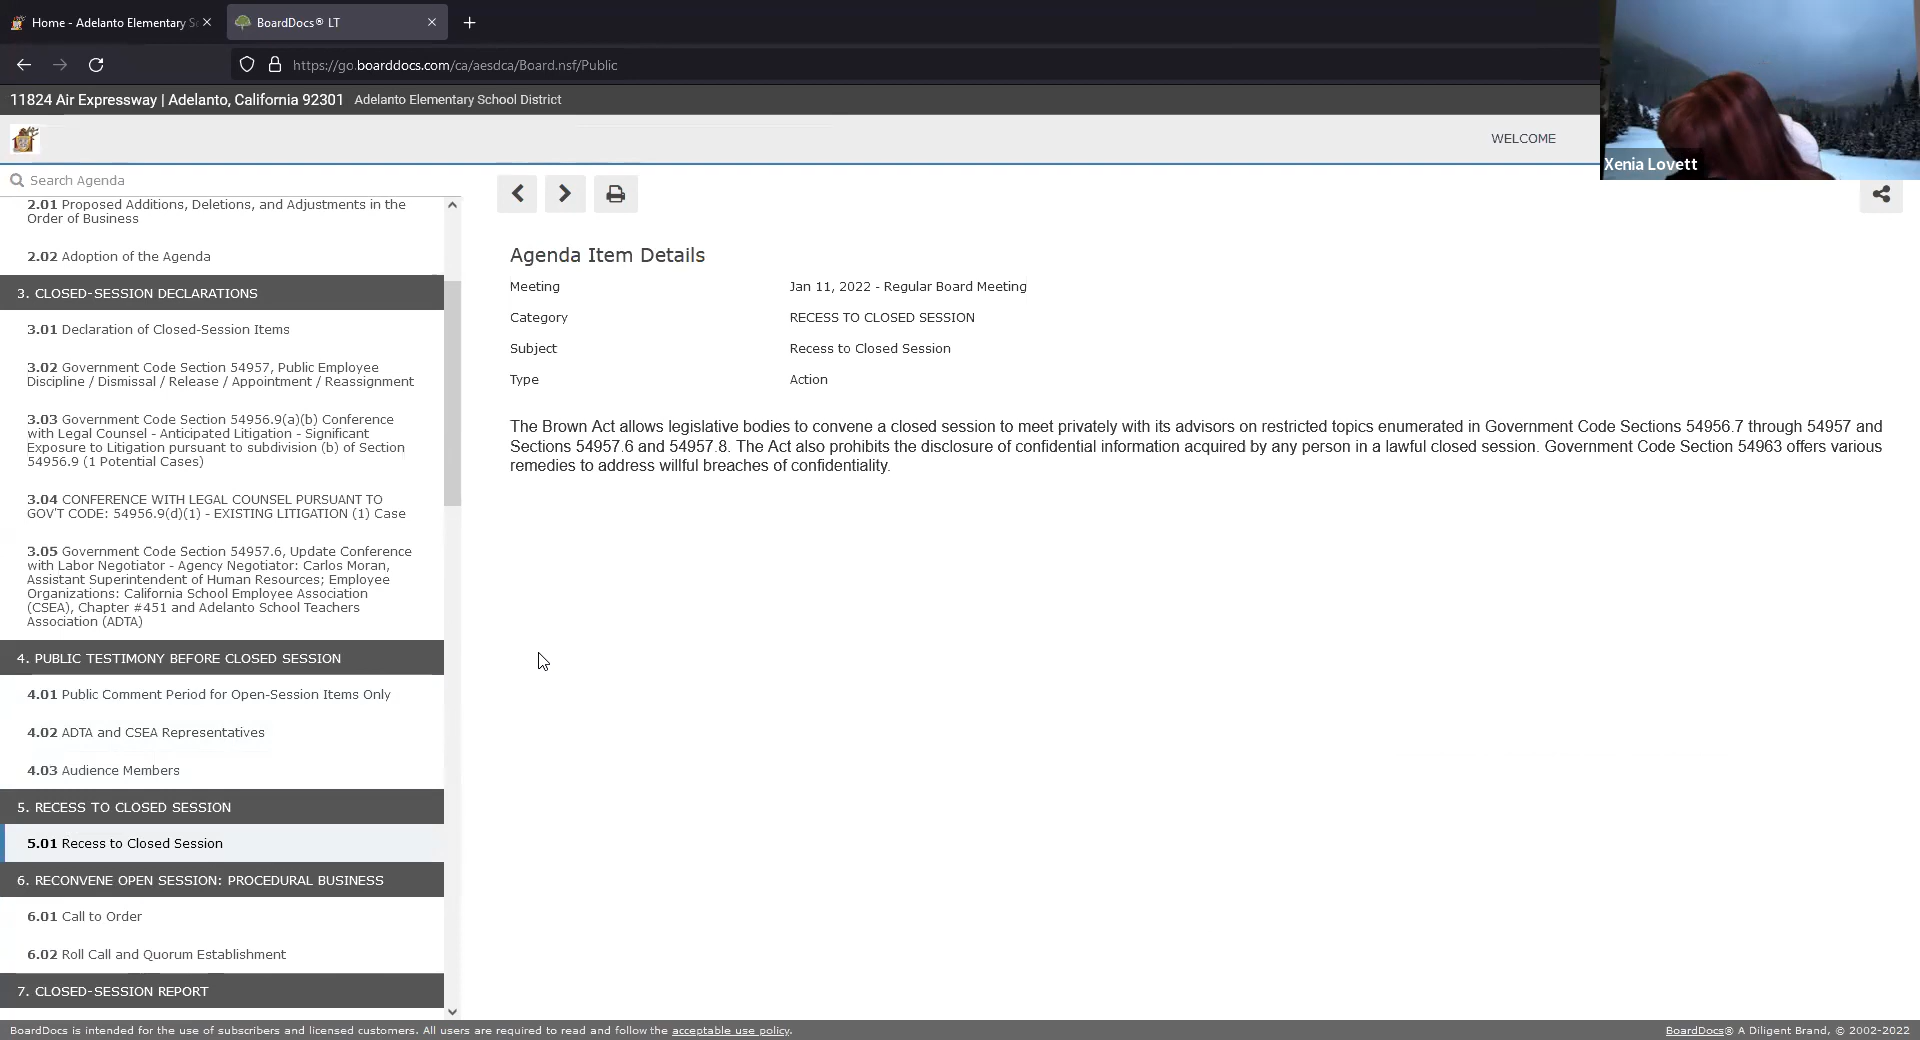 Home - Adelanto Elementary Sc
BoardDocs® LT
https://go.boarddocs.com/ca/aesdca/Board.nsf/Public
11824 Air Expressway | Adelanto, California 92301 Adelanto Elementary School District
WELCOME
Xenia Lovett
Search Agenda
2.01 Proposed Additions, Deletions, and Adjustments in the
Order of Business
2.02 Adoption of the Agenda
3. CLOSED-SESSION DECLARATIONS
3.01 Declaration of Closed-Session Items
3.02 Government Code Section 54957, Public Employee
Discipline / Dismissal / Release / Appointment / Reassignment
3.03 Government Code Section 54956.9(a)(b) Conference
with Legal Counsel - Anticipated Litigation - Significant
Exposure to Litigation pursuant to subdivision (b) of Section
54956.9 (1 Potential Cases)
3.04 CONFERENCE WITH LEGAL COUNSEL PURSUANT TO
GOV'T CODE: 54956.9(d)(1) - EXISTING LITIGATION (1) Case
3.05 Government Code Section 54957.6, Update Conference
with Labor Negotiator - Agency Negotiator: Carlos Moran,
Assistant Superintendent of Human Resources; Employee
Organizations: California School Employee Association
(CSEA), Chapter #451 and Adelanto School Teachers
Association (ADTA)
4. PUBLIC TESTIMONY BEFORE CLOSED SESSION
4.01 Public Comment Period for Open-Session Items Only
4.02 ADTA and CSEA Representatives
4.03 Audience Members
5. RECESS TO CLOSED SESSION
5.01 Recess to Closed Session
6. RECONVENE OPEN SESSION: PROCEDURAL BUSINESS
6.01 Call to Order
6.02 Roll Call and Quorum Establishment
7. CLOSED-SESSION REPORT
Agenda Item Details
Meeting Jan 11, 2022 - Regular Board Meeting
Category RECESS TO CLOSED SESSION
Subject Recess to Closed Session
Type Action
The Brown Act allows legislative bodies to convene a closed session to meet privately with its advisors on restricted topics enumerated in Government Code Sections 54956.7 through 54957 and
Sections 54957.6 and 54957.8. The Act also prohibits the disclosure of confidential information acquired by any person in a lawful closed session. Government Code Section 54963 offers various
remedies to address willful breaches of confidentiality.
BoardDocs is intended for the use of subscribers and licensed customers. All users are required to read and follow the acceptable use policy.
BoardDocs® A Diligent Brand, © 2002-2022